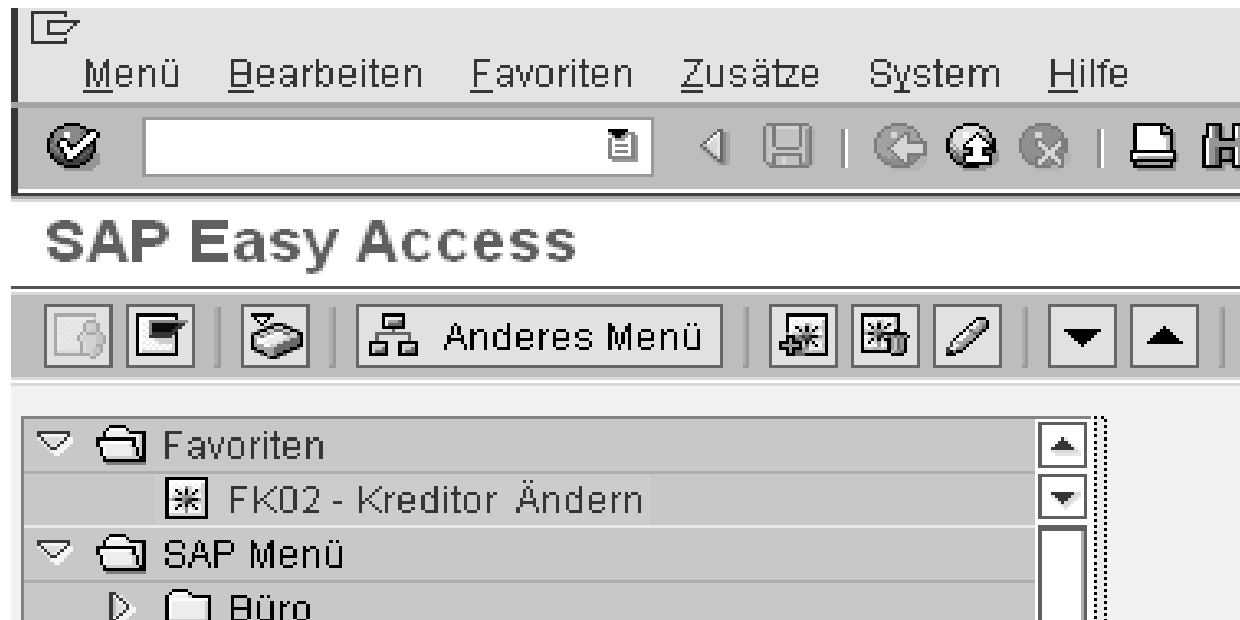 Menü Bearbeiten Favoriten Zusätze System Hilfe
SAP Easy Access
Anderes Menü
Favoriten
FK02 - Kreditor Ändern
SAP Menü
Büro